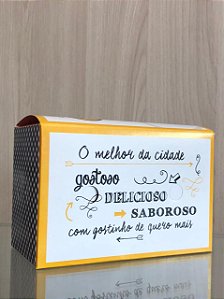 O melhor da cidade
gostoso
DELICIOSO
SABOROSO
com gostinho de quero mais